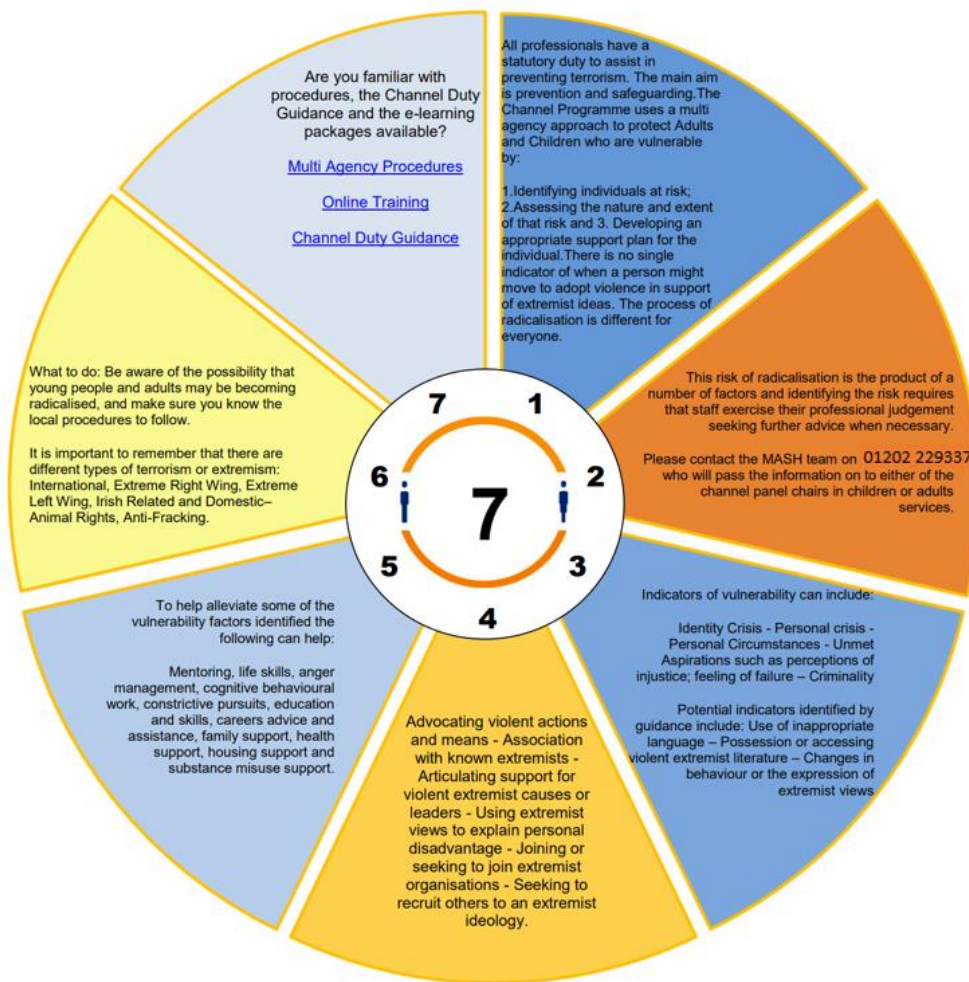 All professionals have a
statutory duty to assist in
preventing terrorism. The main aim
is prevention and safeguarding.The
Channel Programme uses a multi
agency approach to protect Adults
and Children who are vulnerable
by:
1.Identifying individuals at risk;
2.Assessing the nature and extent
of that risk and 3. Developing an
appropriate support plan for the
individual.There is no single
indicator of when a person might
move to adopt violence in support
of extremist ideas. The process of
radicalisation is different for
everyone.
This risk of radicalisation is the product of a
number of factors and identifying the risk requires
that staff exercise their professional judgement
seeking further advice when necessary.
Please contact the MASH team on 01202 229337
who will pass the information on to either of the
channel panel chairs in children or adults
services.
Indicators of vulnerability can include:
Identity Crisis - Personal crisis -
Personal Circumstances - Unmet
Aspirations such as perceptions of
injustice; feeling of failure – Criminality
Potential indicators identified by
guidance include: Use of inappropriate
language – Possession or accessing
violent extremist literature – Changes in
behaviour or the expression of
extremist views
Advocating violent actions
and means - Association
with known extremists -
Articulating support for
violent extremist causes or
leaders - Using extremist
views to explain personal
disadvantage - Joining or
seeking to join extremist
organisations - Seeking to
recruit others to an extremist
ideology.
To help alleviate some of the
vulnerability factors identified the
following can help:
Mentoring, life skills, anger
management, cognitive behavioural
work, constrictive pursuits, education
and skills, careers advice and
assistance, family support, health
support, housing support and
substance misuse support.
What to do: Be aware of the possibility that
young people and adults may be becoming
radicalised, and make sure you know the
local procedures to follow.
It is important to remember that there are
different types of terrorism or extremism:
International, Extreme Right Wing, Extreme
Left Wing, Irish Related and Domestic–
Animal Rights, Anti-Fracking.
Are you familiar with
procedures, the Channel Duty
Guidance and the e-learning
packages available?
Multi Agency Procedures
Online Training
Channel Duty Guidance
1
2
3
4
5
6
7
7